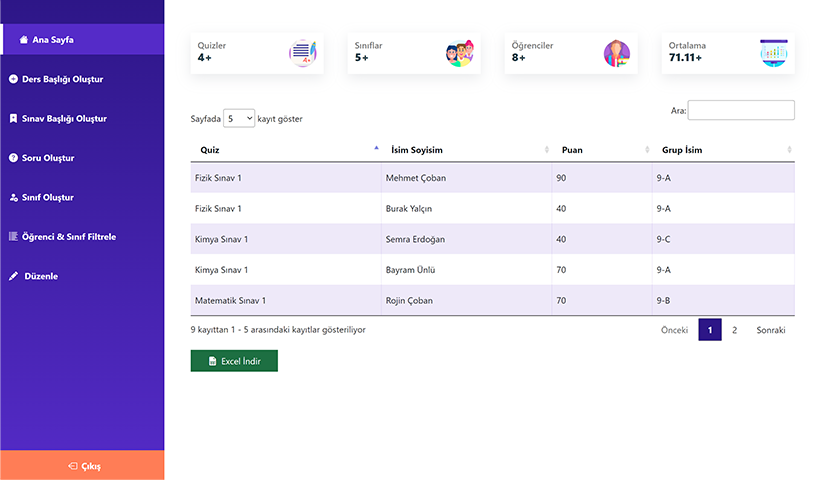 Ana Sayfa
Ders Başlığı Oluştur
Sınav Başlığı Oluştur
Soru Oluştur
Sınıf Oluştur
Öğrenci & Sınıf Filtrele
Düzenle
Çıkış
Quizler
4+
Sınıflar
5+
Öğrenciler
8+
Ortalama
71.11+
Sayfada 5 kayıt göster
Ara:
Quiz İsim Soyisim Puan Grup İsim
Fizik Sınav 1 Mehmet Çoban 90 9-A
Fizik Sınav 1 Burak Yalçın 40 9-A
Kimya Sınav 1 Semra Erdoğan 40 9-C
Kimya Sınav 1 Bayram Ünlü 70 9-A
Matematik Sınav 1 Rojin Çoban 70 9-B
9 kayıttan 1 - 5 arasındaki kayıtlar gösteriliyor
Önceki 1 2 Sonraki
Excel İndir